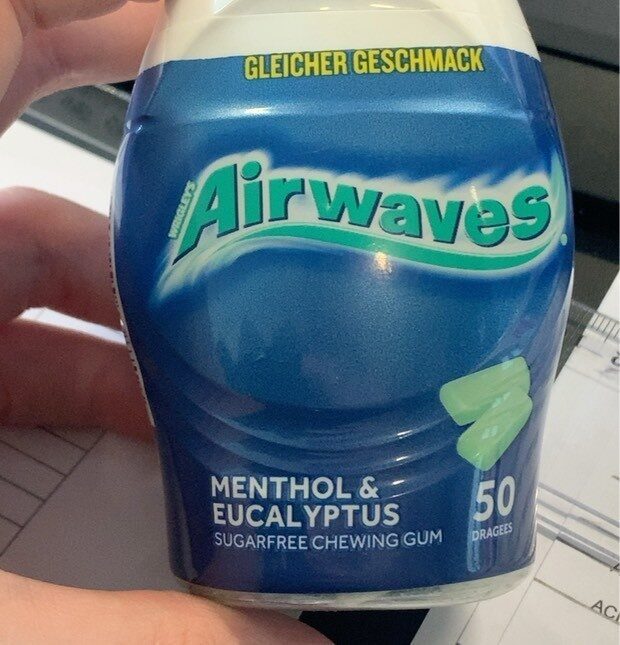 GLEICHER GESCHMACK
WRIGLEY'S
Airwaves
MENTHOL &
EUCALYPTUS
SUGARFREE CHEWING GUM
50
DRAGEES